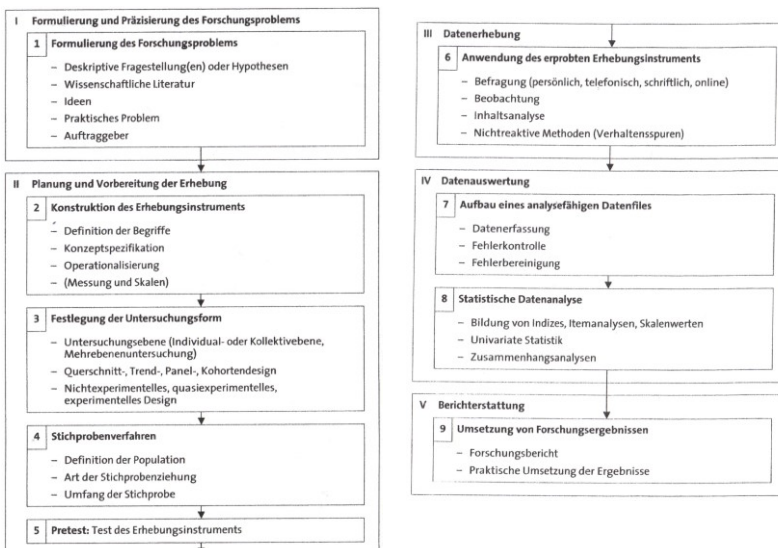 I Formulierung und Präzisierung des Forschungsproblems
1 Formulierung des Forschungsproblems
– Deskriptive Fragestellung(en) oder Hypothesen
– Wissenschaftliche Literatur
– Ideen
– Praktisches Problem
– Auftraggeber
II Planung und Vorbereitung der Erhebung
2 Konstruktion des Erhebungsinstruments
– Definition der Begriffe
– Konzeptspezifikation
– Operationalisierung
– (Messung und Skalen)
3 Festlegung der Untersuchungsform
– Untersuchungsebene (Individual- oder Kollektivebene,
Mehrebenenuntersuchung)
– Querschnitt-, Trend-, Panel-, Kohortendesign
– Nichtexperimentelles, quasiexperimentelles,
experimentelles Design
4 Stichprobenverfahren
– Definition der Population
– Art der Stichprobenziehung
– Umfang der Stichprobe
5 Pretest: Test des Erhebungsinstruments
III Datenerhebung
6 Anwendung des erprobten Erhebungsinstruments
– Befragung (persönlich, telefonisch, schriftlich, online)
– Beobachtung
– Inhaltsanalyse
– Nichtreaktive Methoden (Verhaltensspuren)
IV Datenauswertung
7 Aufbau eines analysefähigen Datenfiles
– Datenerfassung
– Fehlerkontrolle
– Fehlerbereinigung
8 Statistische Datenanalyse
– Bildung von Indizes, Itemanalysen, Skalenwerten
– Univariate Statistik
– Zusammenhangsanalysen
V Berichterstattung
9 Umsetzung von Forschungsergebnissen
– Forschungsbericht
– Praktische Umsetzung der Ergebnisse